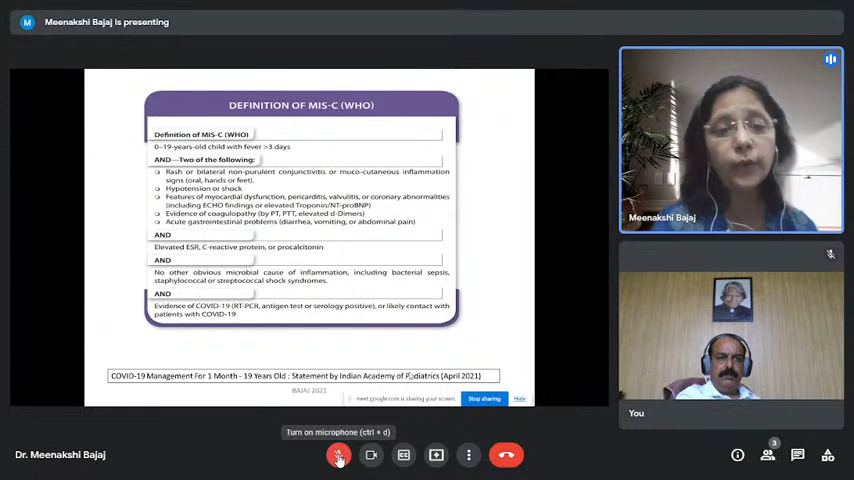 M Meenakshi Bajaj is presenting
DEFINITION OF MIS-C (WHO)
Definition of MIS-C (WHO)
0–19-years-old child with fever >3 days
AND—Two of the following:
Rash or bilateral non-purulent conjunctivitis or muco-cutaneous inflammation
signs (oral, hands or feet).
Hypotension or shock
Features of myocardial dysfunction, pericarditis, valvulitis, or coronary abnormalities
(including ECHO findings or elevated Troponin/NT-proBNP)
Evidence of coagulopathy (by PT, PTT, elevated d-Dimers)
Acute gastrointestinal problems (diarrhea, vomiting, or abdominal pain)
AND
Elevated ESR, C-reactive protein, or procalcitonin
AND
No other obvious microbial cause of inflammation, including bacterial sepsis,
staphylococcal or streptococcal shock syndromes.
AND
Evidence of COVID-19 (RT-PCR, antigen test or serology positive), or likely contact with
patients with COVID-19
COVID-19 Management For 1 Month - 19 Years Old : Statement by Indian Academy of Pediatrics (April 2021)
BAJAJ 2021
meet.google.com is sharing your screen.
Stop sharing
Hide
Meenakshi Bajaj
You
Turn on microphone (ctrl + d)
Dr. Meenakshi Bajaj
CC
3